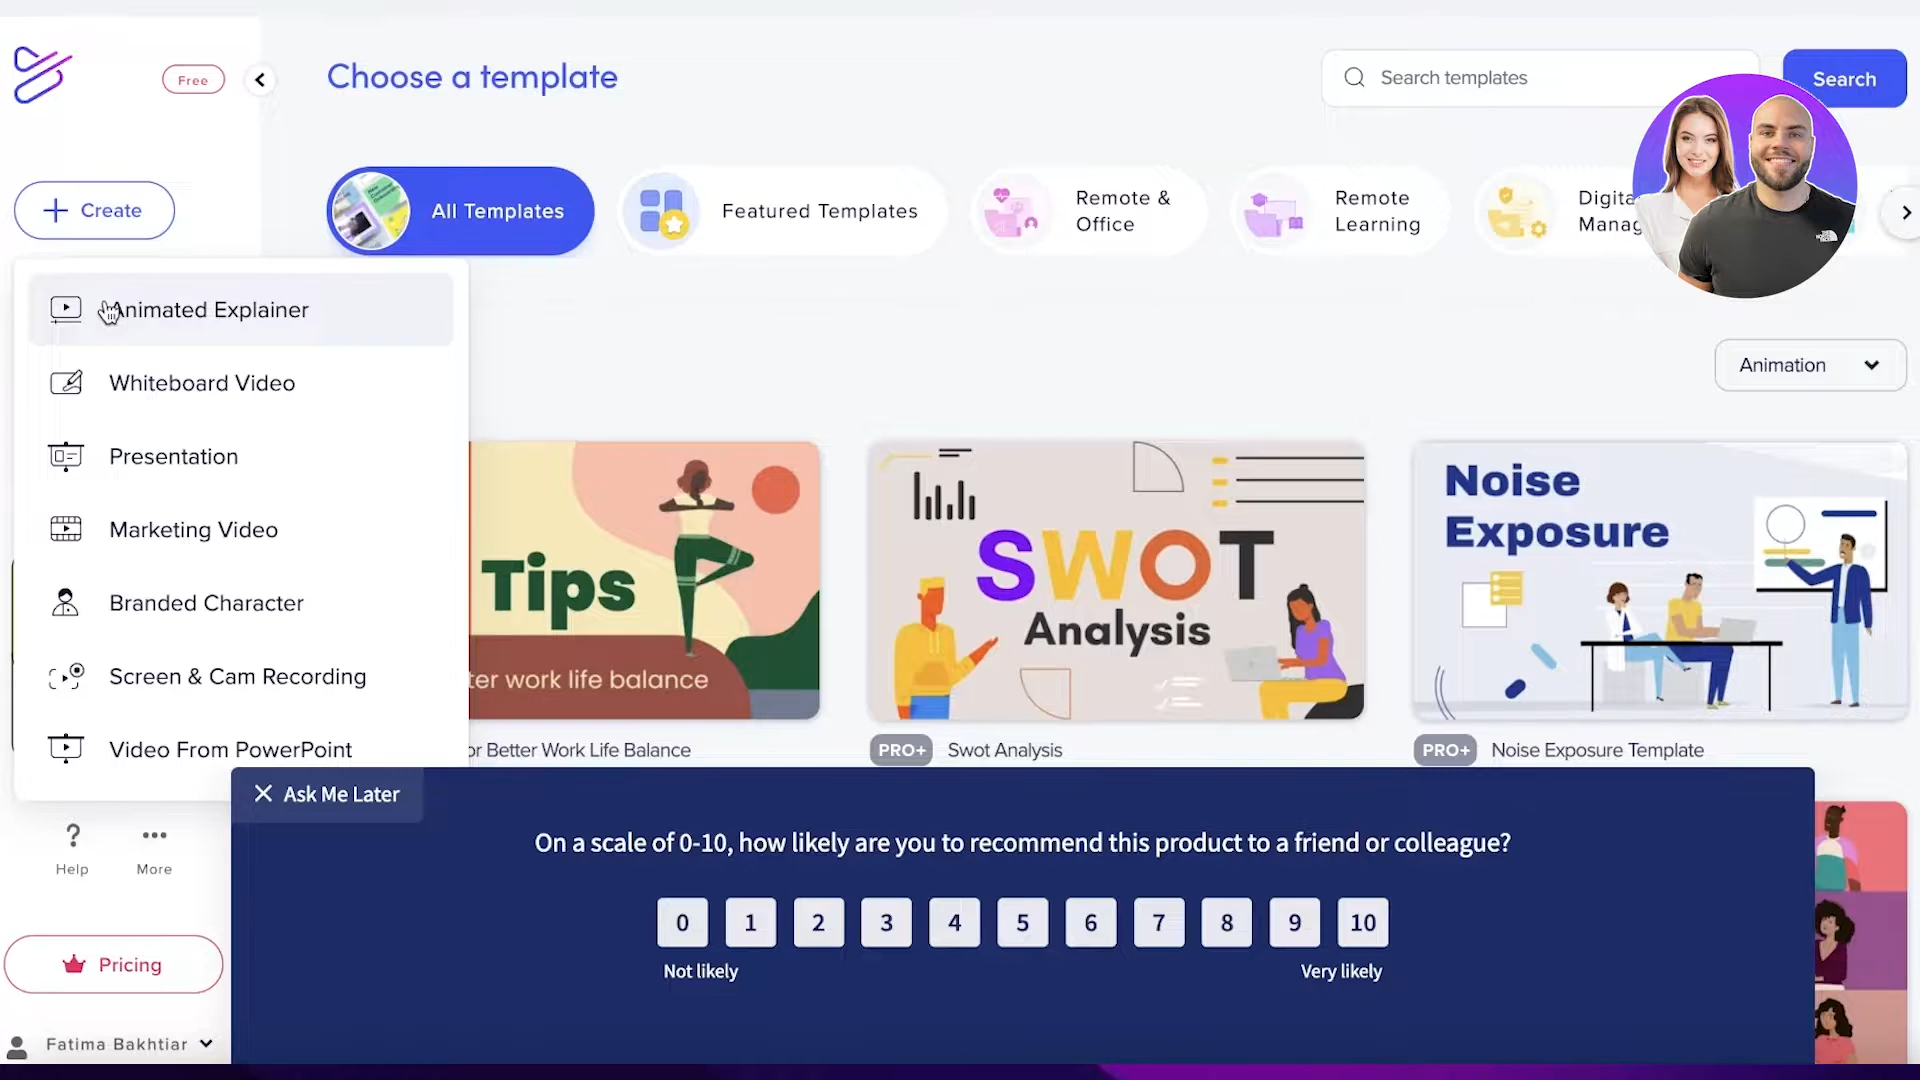 Free
Choose a template
Search templates
Search
Create
All Templates
Featured Templates
Remote &
Office
Remote
Learning
Animated Explainer
Whiteboard Video
Presentation
Marketing Video
Branded Character
Screen & Cam Recording
Video From PowerPoint
Animation
Tips
work life balance
or Better Work Life Balance
SWOT
Analysis
PRO+ Swot Analysis
Noise
Exposure
PRO+ Noise Exposure Template
Ask Me Later
On a scale of 0-10, how likely are you to recommend this product to a friend or colleague?
0 1 2 3 4 5 6 7 8 9 10
Not likely
Very likely
Help
More
Pricing
Fatima Bakhtiar